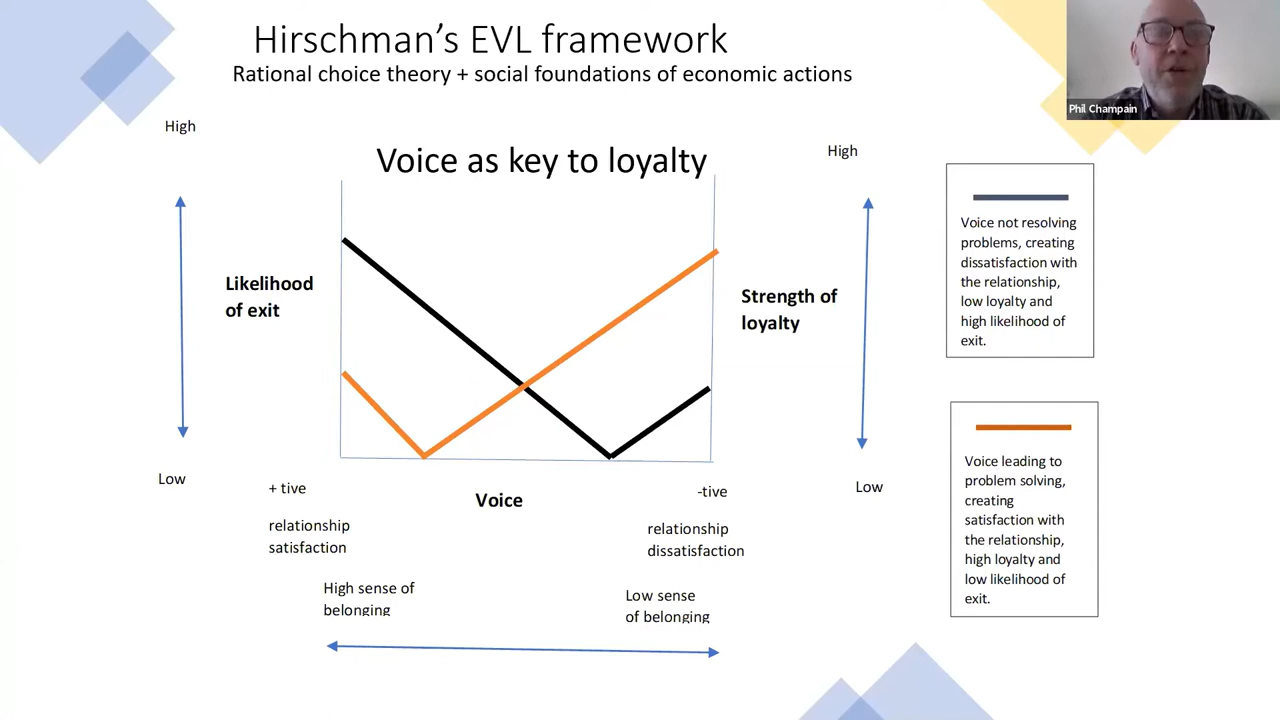 Hirschman's EVL framework
Rational choice theory + social foundations of economic actions
Phil Champain
High
Voice as key to loyalty
High
Likelihood
of exit
Strength of
loyalty
Low
Low
+ tive
Voice
-tive
relationship
satisfaction
relationship
dissatisfaction
High sense of
belonging
Low sense
of belonging
Voice not resolving
problems, creating
dissatisfaction with
the relationship,
low loyalty and
high likelihood of
exit.
Voice leading to
problem solving,
creating
satisfaction with
the relationship,
high loyalty and
low likelihood of
exit.